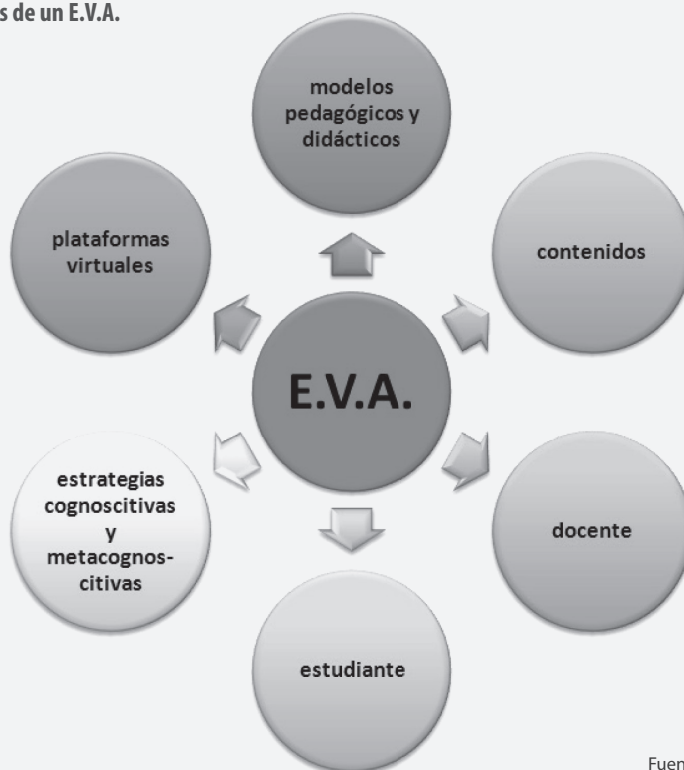 s de un E.V.A.
modelos
pedagógicos y
didácticos
plataformas
virtuales
contenidos
E.V.A.
estrategias
cognoscitivas
y
metacognos-
citivas
docente
estudiante
Fuen